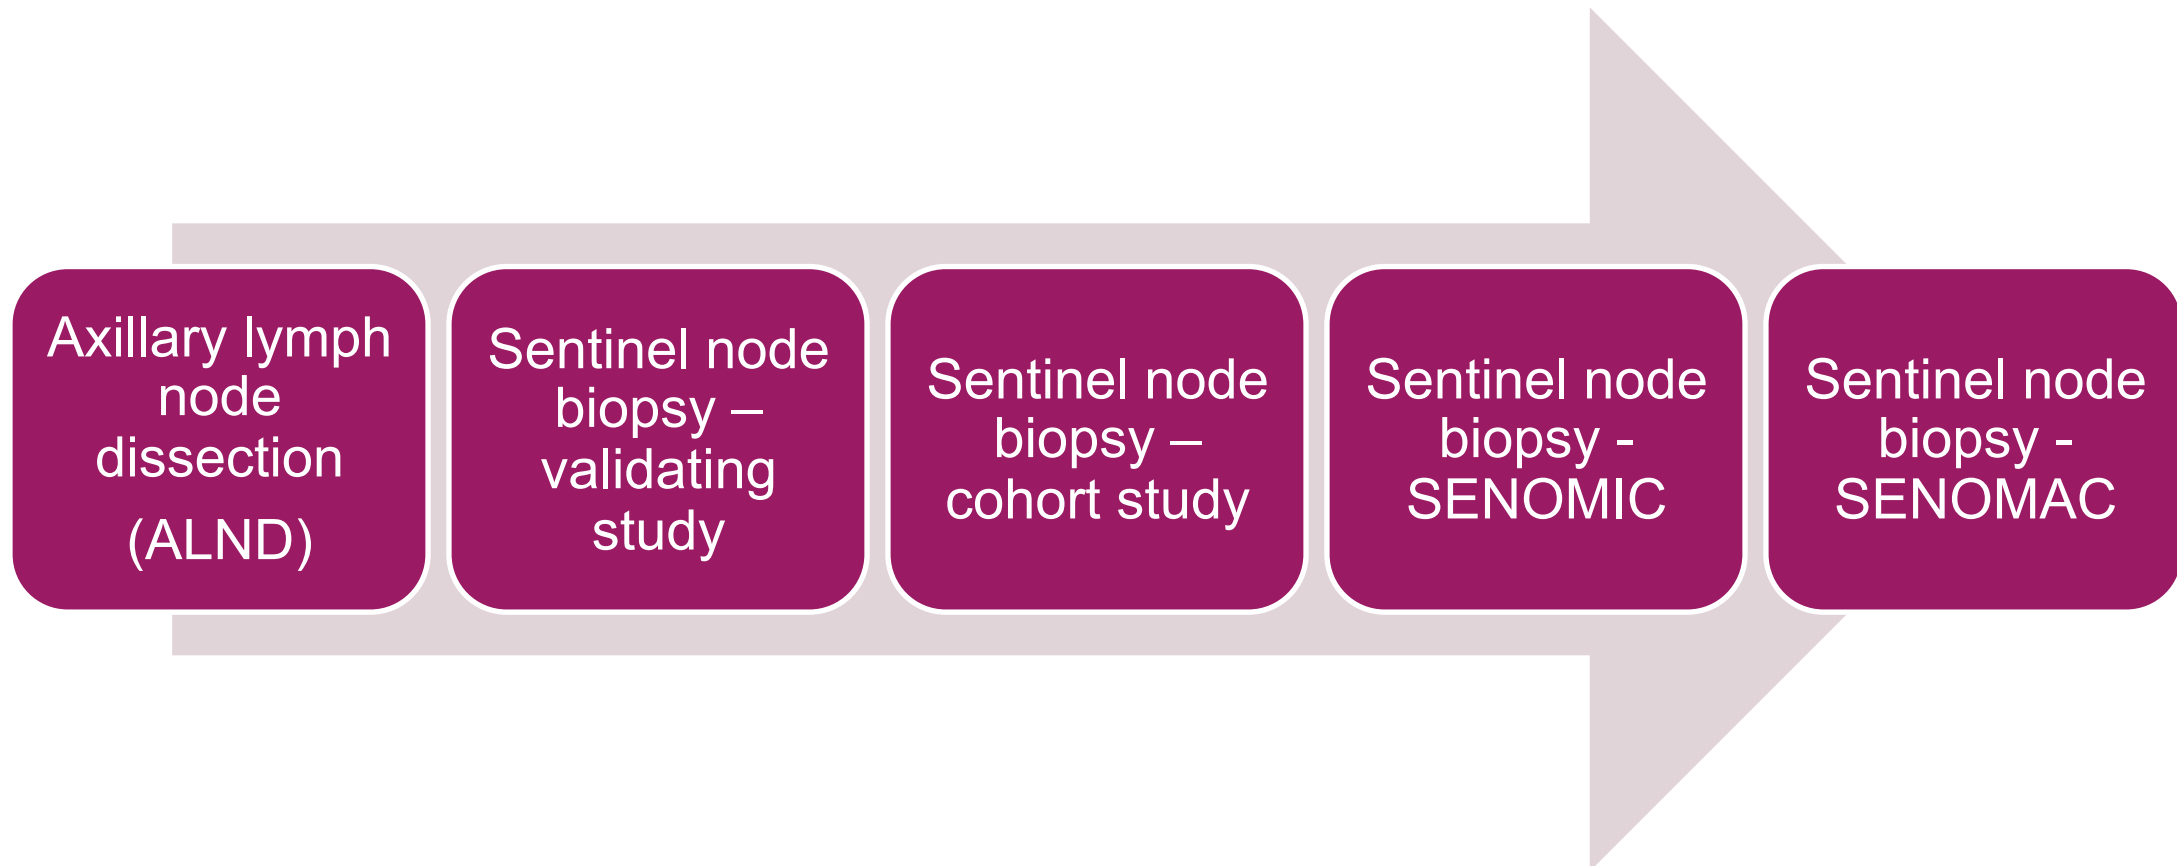 Axillary lymph
node
dissection
(ALND)
Sentinel node
biopsy –
validating
study
Sentinel node
biopsy –
cohort study
Sentinel node
biopsy -
SENOMIC
Sentinel node
biopsy -
SENOMAC